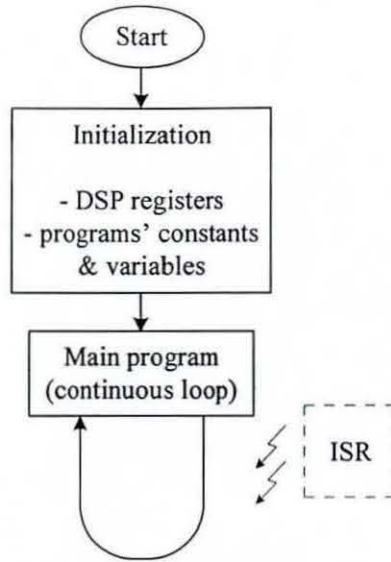 Start
Initialization
- DSP registers
- programs' constants
& variables
Main program
(continuous loop)
ISR